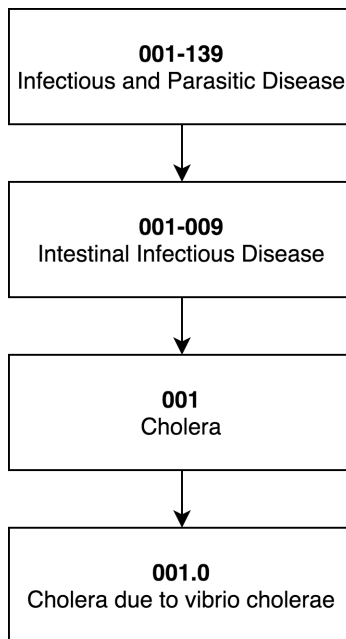 001-139
Infectious and Parasitic Disease
001-009
Intestinal Infectious Disease
001
Cholera
001.0
Cholera due to vibrio cholerae